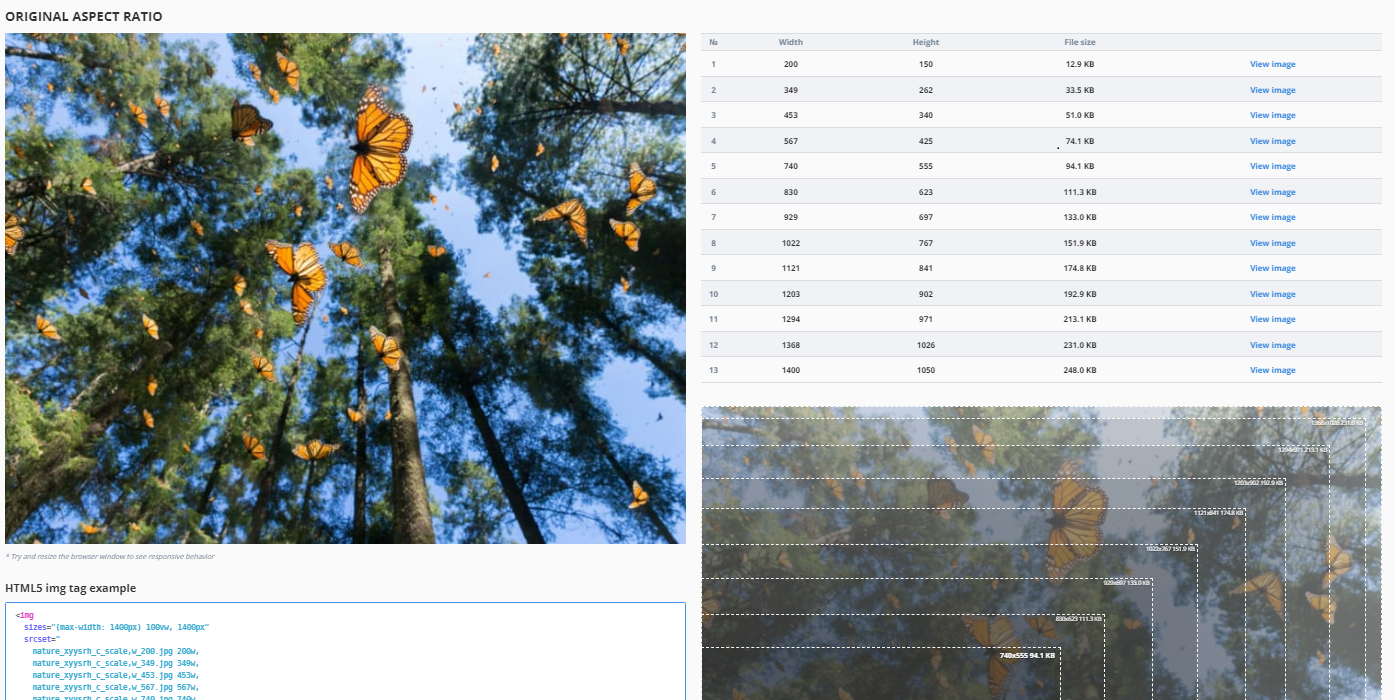 ORIGINAL ASPECT RATIO
* Try and resize the browser window to see responsive behavior
HTML5 img tag example
<img
sizes="(max-width: 1400px) 100vw, 1400px"
srcset="
nature_xyysrh_c_scale,w_200.jpg 200w,
nature_xyysrh_c_scale,w_349.jpg 349w,
nature_xyysrh_c_scale,w_453.jpg 453w,
nature_xyysrh_c_scale,w_567.jpg 567w,
nature_xyysrh_c_scale,w_740.jpg 740w,
№ Width Height File size
1 200 150 12.9 KB View image
2 349 262 33.5 KB View image
3 453 340 51.0 KB View image
4 567 425 74.1 KB View image
5 740 555 94.1 KB View image
6 830 623 111.3 KB View image
7 929 697 133.0 KB View image
8 1022 767 151.9 KB View image
9 1121 841 174.8 KB View image
10 1203 902 192.9 KB View image
11 1294 971 213.1 KB View image
12 1368 1026 231.0 KB View image
13 1400 1050 248.0 KB View image
1368x1026 231.0 KB
1294x971 213.1 KB
1203x902 192.9 KB
1121x841 174.8 KB
1022x767 151.9 KB
929x697 133.0 KB
830x623 111.3 KB
740x555 94.1 KB